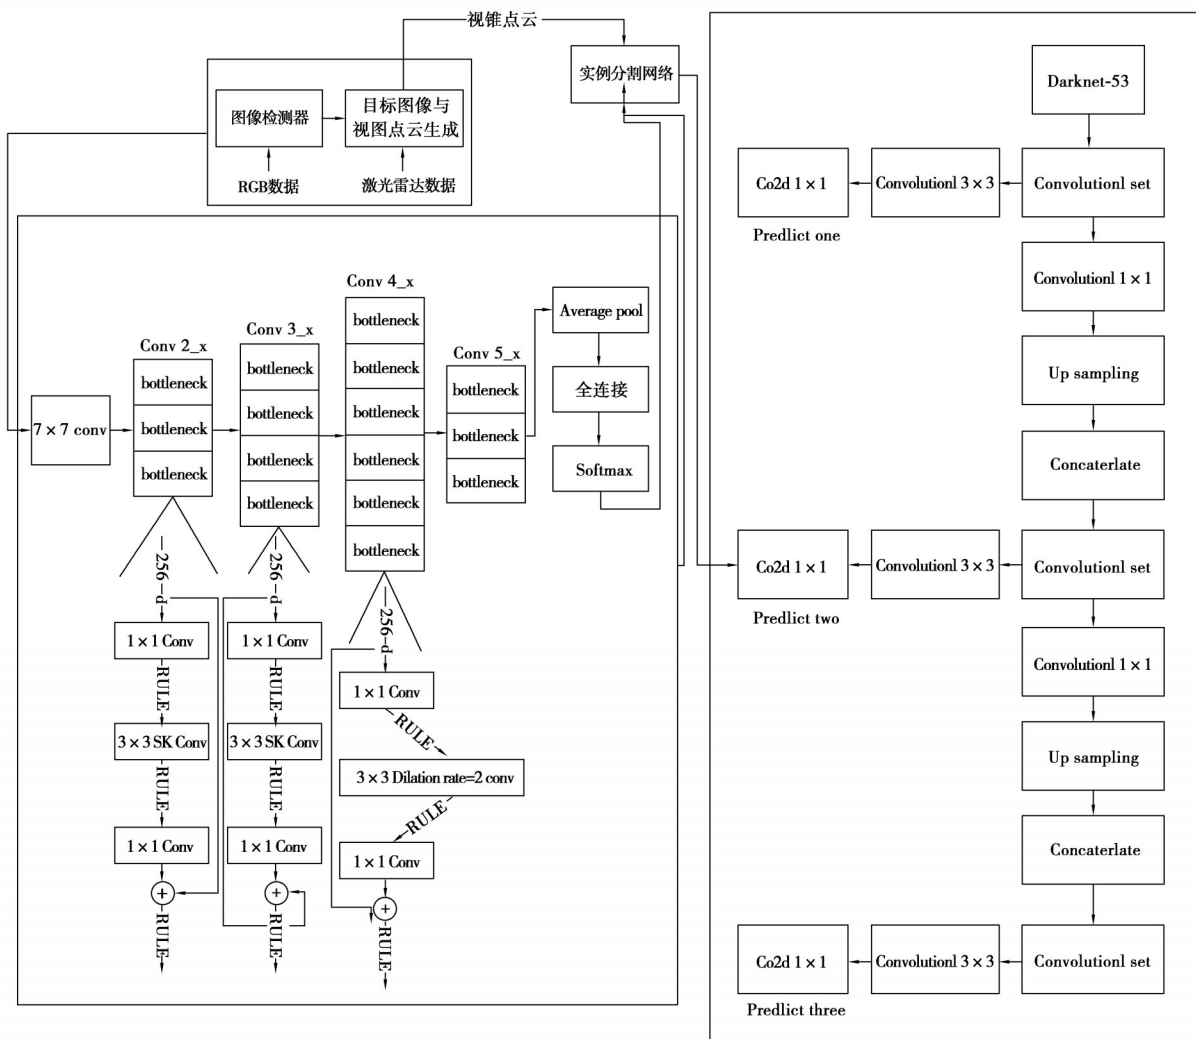 视锥点云
实例分割网络
图像检测器
目标图像与
视图点云生成
RGB数据
激光雷达数据
7×7 conv
Conv 2_x
bottleneck
bottleneck
bottleneck
Conv 3_x
bottleneck
bottleneck
bottleneck
bottleneck
Conv 4_x
bottleneck
bottleneck
bottleneck
bottleneck
bottleneck
bottleneck
Conv 5_x
bottleneck
bottleneck
bottleneck
Average pool
全连接
Softmax
256-d
1×1 Conv
RULE
3×3 SK Conv
RULE
1×1 Conv
+
RULE
256-d
1×1 Conv
RULE
3×3 SK Conv
RULE
1×1 Conv
+
RULE
256-d
1×1 Conv
RULE
3×3 Dilation rate=2 conv
RULE
1×1 Conv
+
RULE
Darknet-53
Co2d 1×1
Convolutionl 3×3
Convolutionl set
Predlict one
Convolutionl 1×1
Up sampling
Concaterlate
Co2d 1×1
Convolutionl 3×3
Convolutionl set
Predlict two
Convolutionl 1×1
Up sampling
Concaterlate
Co2d 1×1
Convolutionl 3×3
Convolutionl set
Predlict three